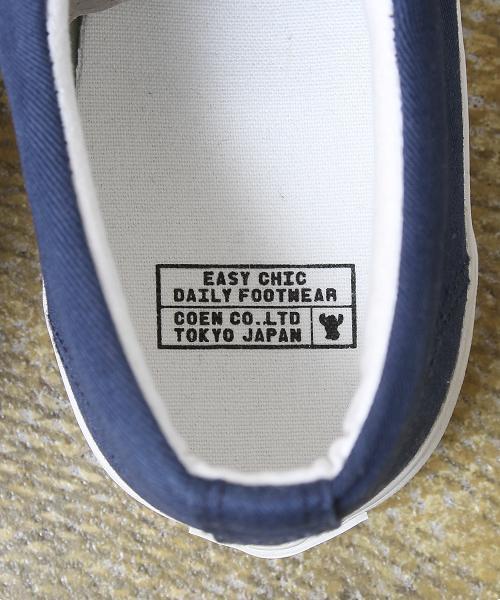 EASY CHIC
DAILY FOOTWEAR
COEN CO.,LTD
TOKYO JAPAN